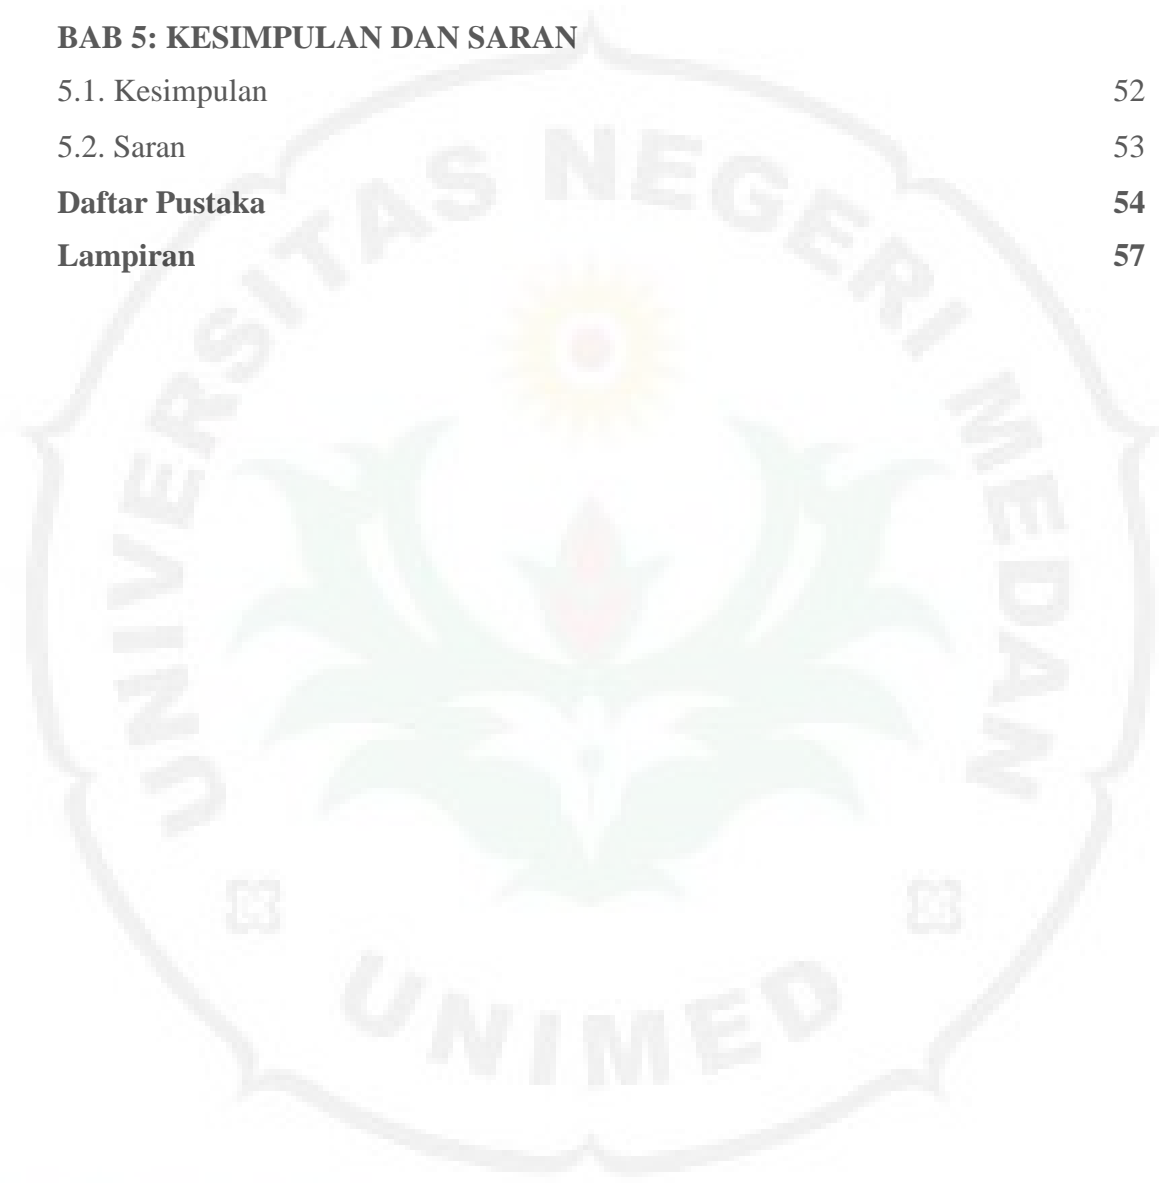 BAB 5: KESIMPULAN DAN SARAN
5.1. Kesimpulan 52
5.2. Saran 53
Daftar Pustaka 54
Lampiran 57
UNIVERSITAS NEGERI MEDAN
UNIMED